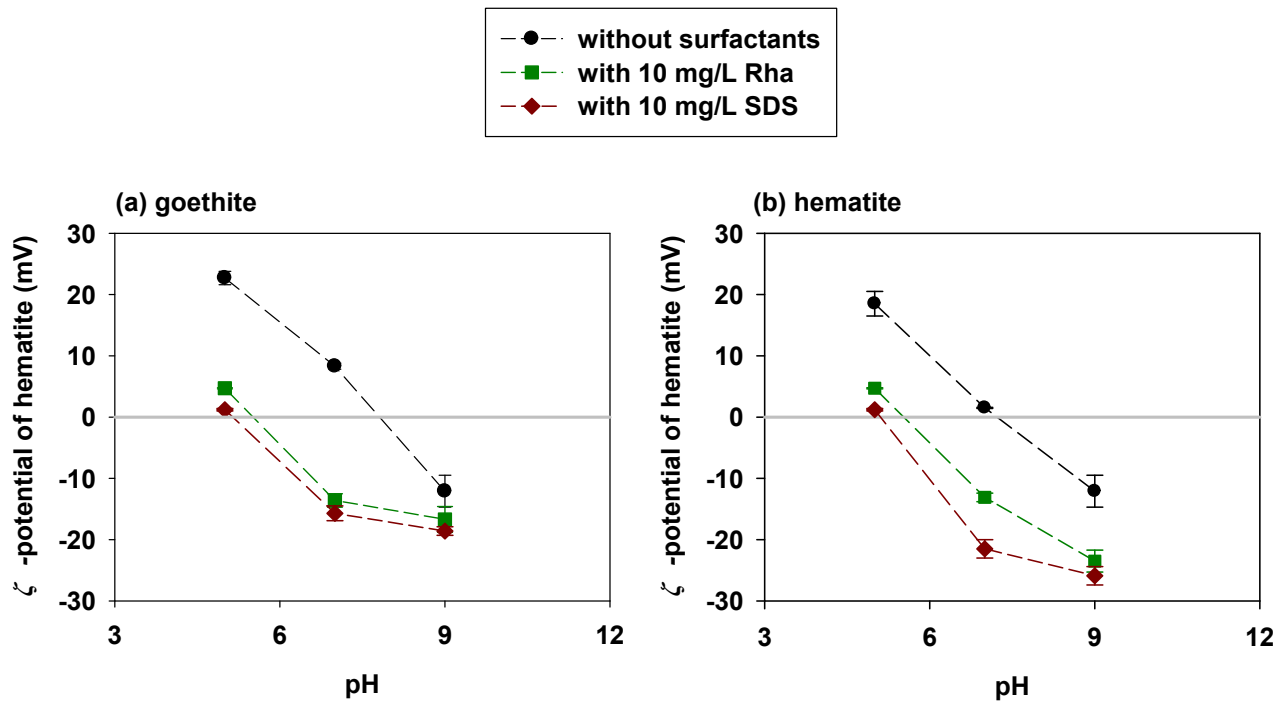 without surfactants
with 10 mg/L Rha
with 10 mg/L SDS
(a) goethite
ζ -potential of hematite (mV)
30
20
10
0
-10
-20
-30
3
6
9
12
pH
(b) hematite
ζ -potential of hematite (mV)
30
20
10
0
-10
-20
-30
3
6
9
12
pH